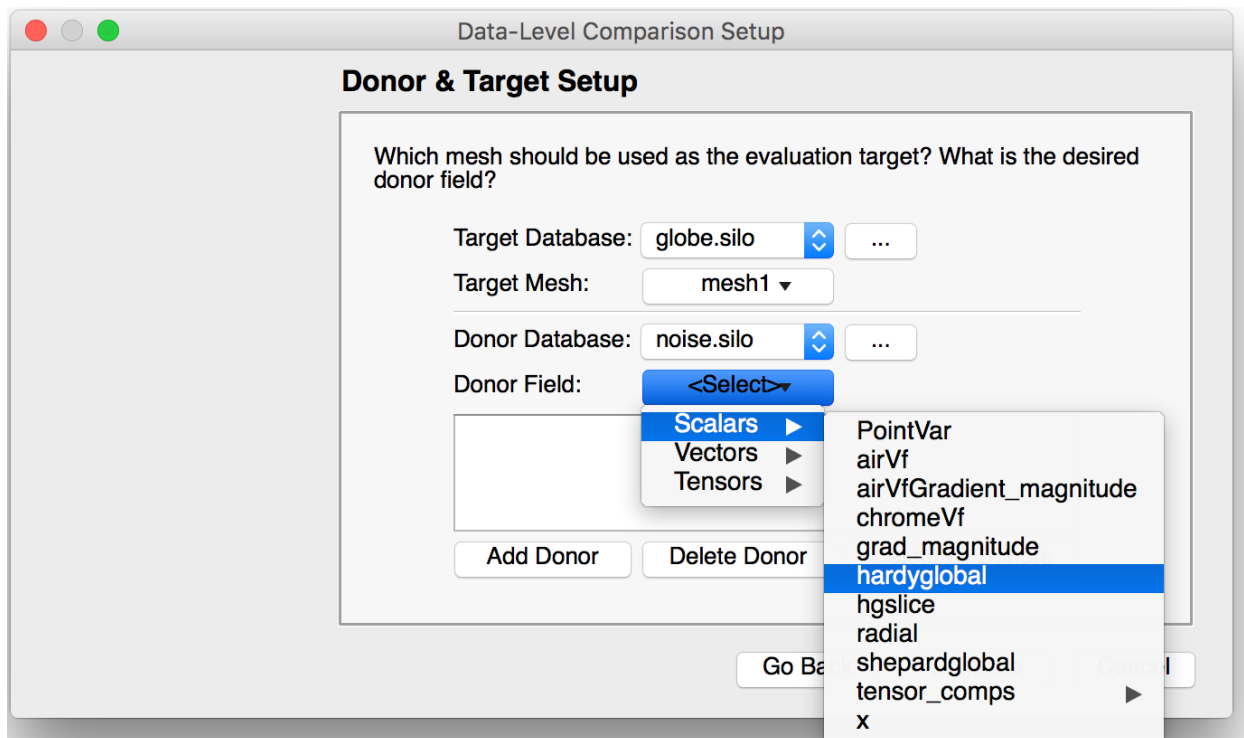 Data-Level Comparison Setup
Donor & Target Setup
Which mesh should be used as the evaluation target? What is the desired
donor field?
Target Database: globe.silo ...
Target Mesh: mesh1
Donor Database: noise.silo ...
Donor Field: <Select>
Scalars
Vectors
Tensors
PointVar
airVf
airVfGradient_magnitude
chromeVf
grad_magnitude
hardyglobal
hgslice
radial
shepardglobal
tensor_comps
x
Add Donor Delete Donor
Go Back Cancel